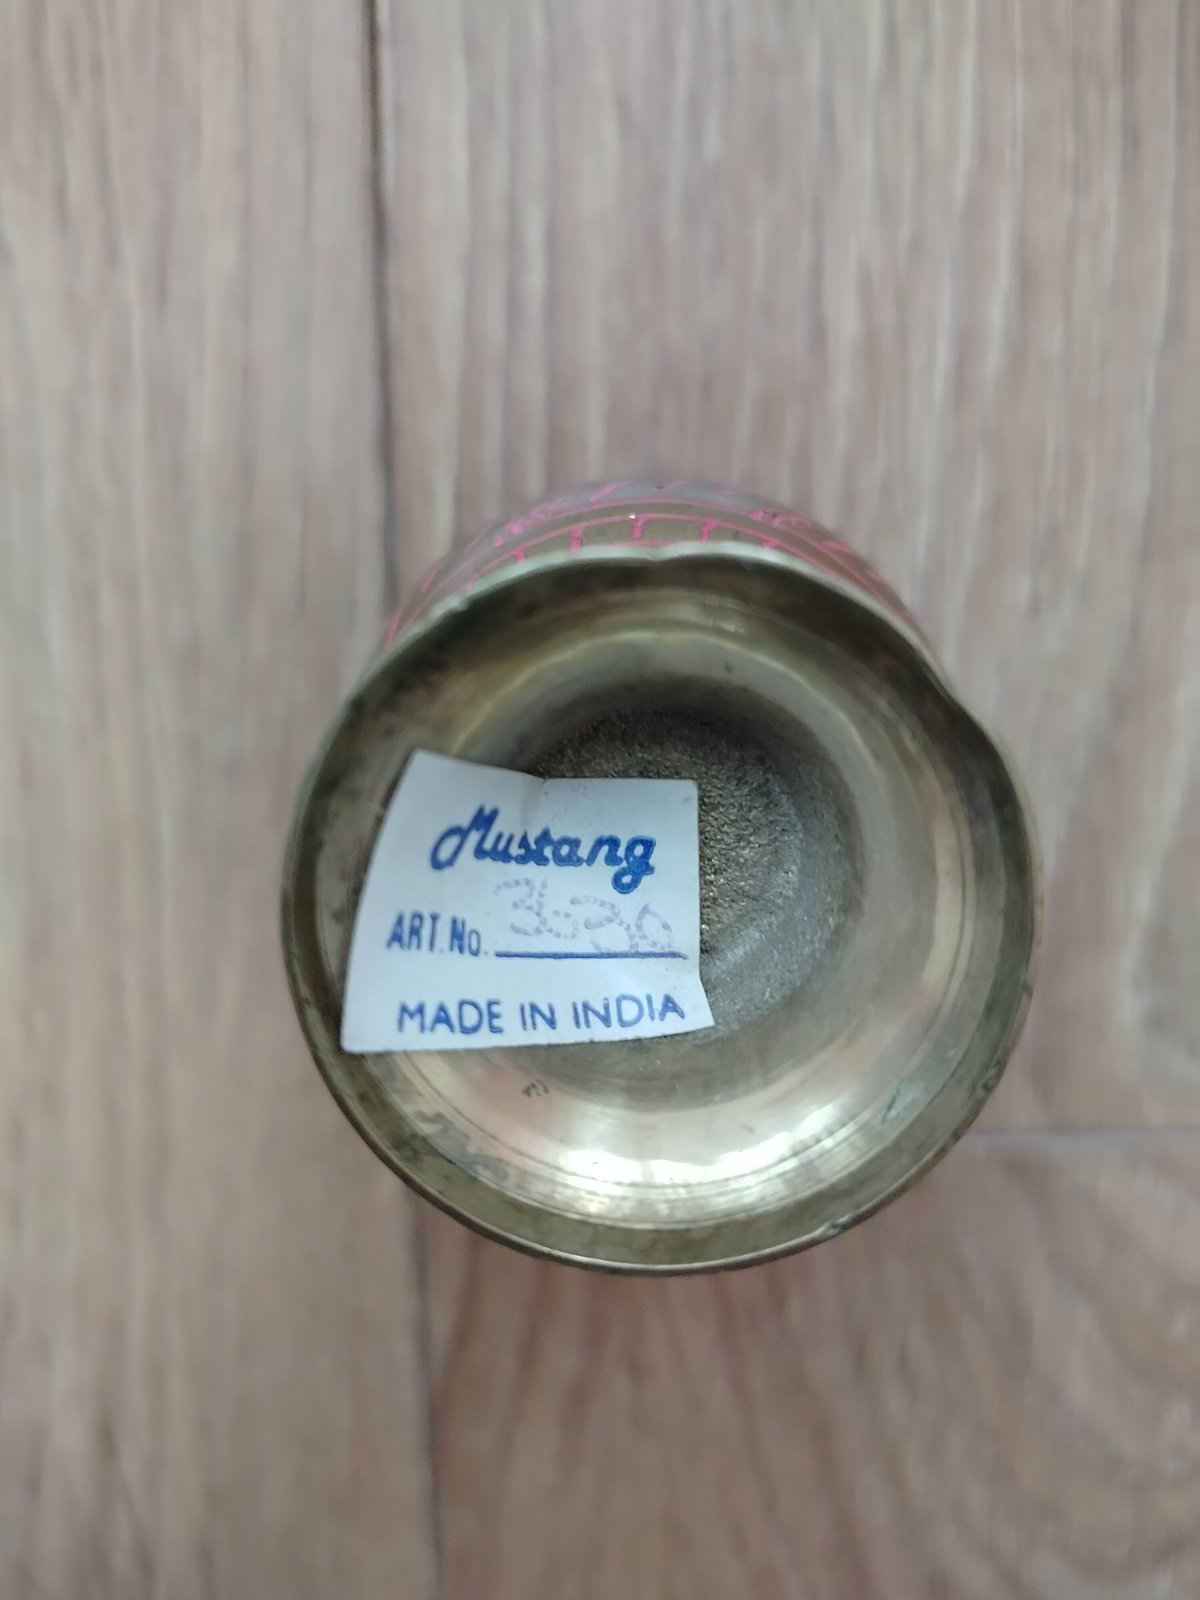 Mustang
ART. No.
MADE IN INDIA